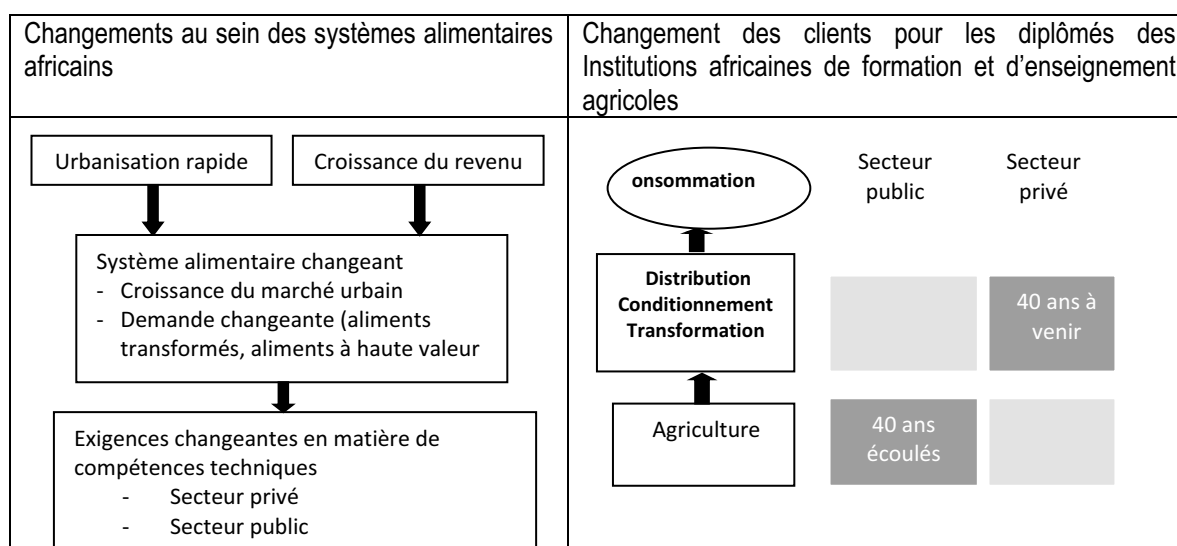 Changements au sein des systèmes alimentaires
africains
Changement des clients pour les diplômés des
Institutions africaines de formation et d'enseignement
agricoles
Urbanisation rapide
Croissance du revenu
Système alimentaire changeant
- Croissance du marché urbain
- Demande changeante (aliments
transformés, aliments à haute valeur
Exigences changeantes en matière de
compétences techniques
- Secteur privé
- Secteur public
Secteur
public
Secteur
privé
onsommation
Distribution
Conditionnement
Transformation
40 ans à
venir
Agriculture
40 ans
écoulés